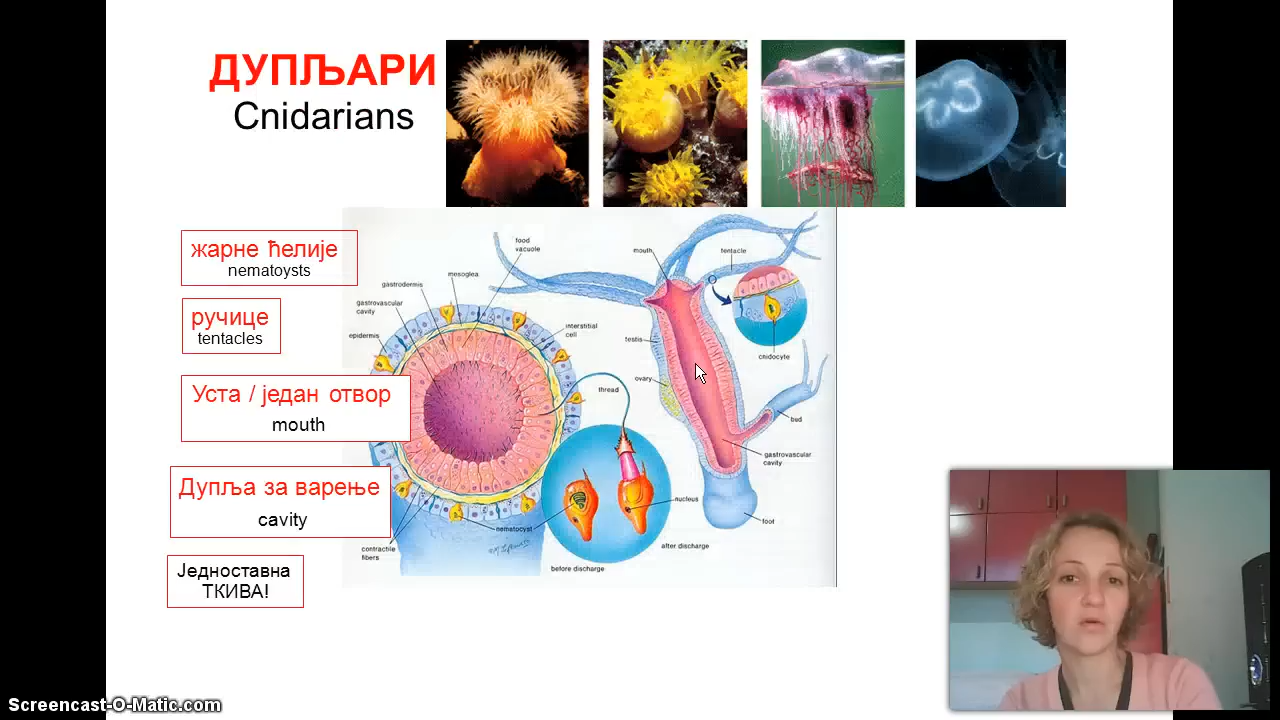 ДУПЉАРИ
Cnidarians
жарне ћелије
nematoysts
ручице
tentacles
Уста / један отвор
mouth
Дупља за варење
cavity
Једноставна
ТКИВА!
food
vacuole
mesoglea
gastrodermis
gastrovascular
cavity
epidermis
interstitial
cell
thread
nematocyst
contractile
fibers
before discharge
after discharge
nucleus
mouth
tentacle
testis
ovary
cnidocyte
bud
gastrovascular
cavity
foot
Screencast-O-Matic.com